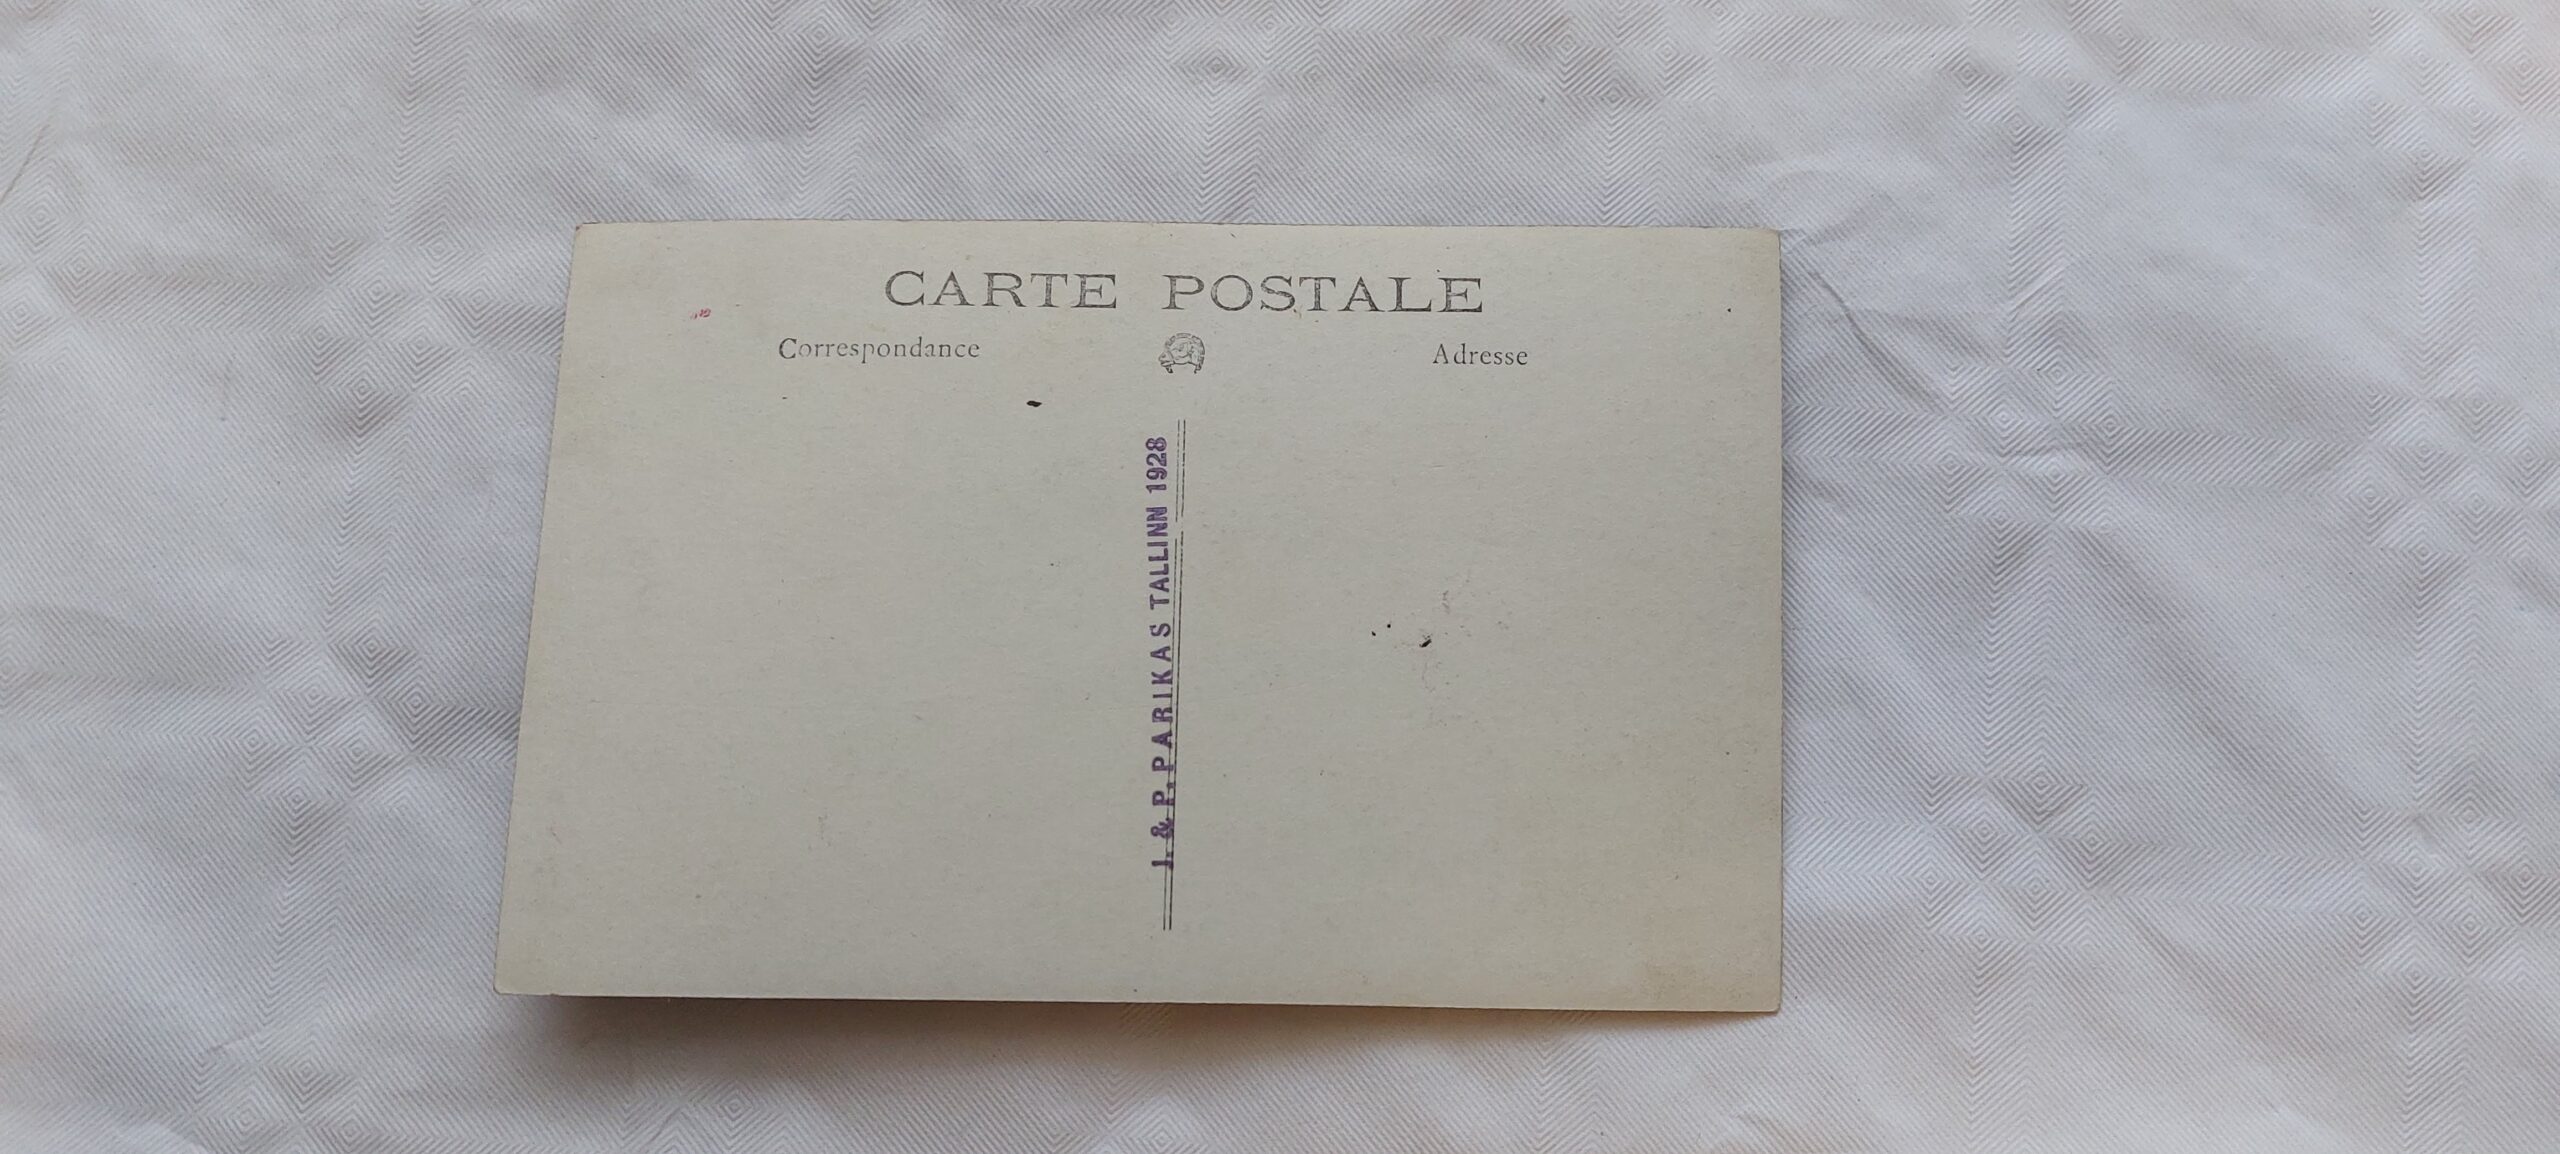 CARTE POSTALE
Correspondance
Adresse
J. & P. PARIKAS TALLINN 1928